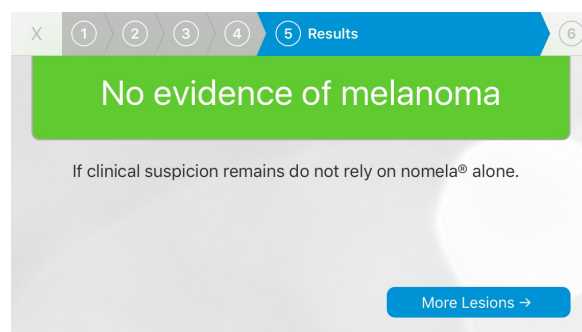 X 1 2 3 4 5 Results 6
No evidence of melanoma
If clinical suspicion remains do not rely on nomela® alone.
More Lesions →